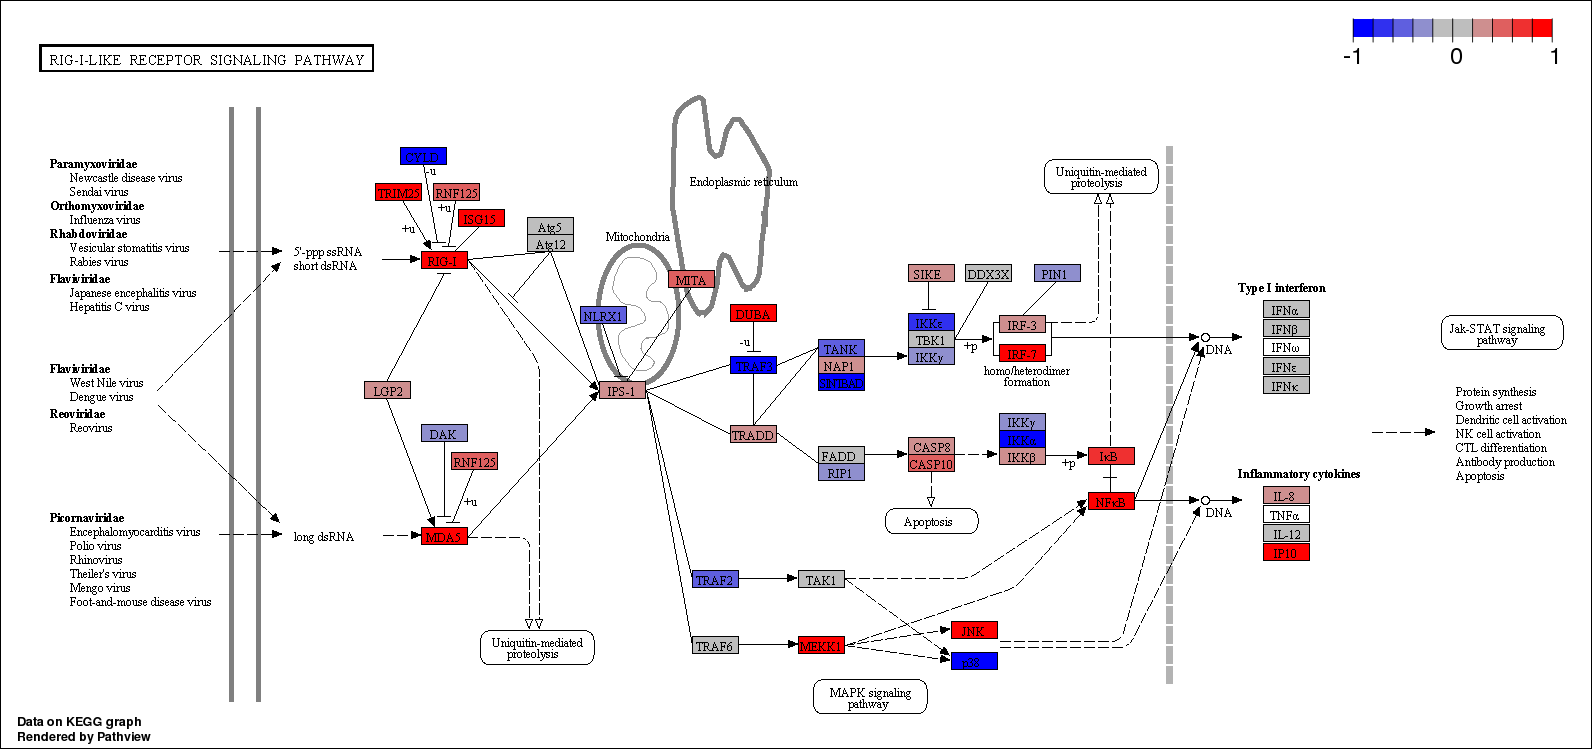 -1
0
1
RIG-I-LIKE RECEPTOR SIGNALING PATHWAY
Paramyxoviridae
Newcastle disease virus
Sendai virus
Orthomyxoviridae
Influenza virus
Rhabdoviridae
Vesicular stomatitis virus
Rabies virus
Flaviviridae
Japanese encephalitis virus
Hepatitis C virus
Flaviviridae
West Nile virus
Dengue virus
Reoviridae
Reovirus
Picornaviridae
Encephalomyocarditis virus
Polio virus
Rhinovirus
Theiler's virus
Mengo virus
Foot-and-mouse disease virus
5'-ppp ssRNA
short dsRNA
long dsRNA
-u
TRIM25
RNF125
+u
+u
ISG15
RIG-I
Atg5
Atg12
LGP2
DAK
RNF125
+u
MDA5
Uniquitin-mediated
proteolysis
Mitochondria
Endoplasmic reticulum
MITA
NLRX1
IPS-1
DUBA
-u
TRAF3
TRADD
TANK
NAP1
FADD
RIP1
TRAF2
TAK1
TRAF6
MEKK1
MAPK signaling
pathway
SIKE
DDX3X
PIN1
IKKε
TBK1
IKKγ
+p
IRF-3
IRF-7
homo/heterodimer
formation
Uniquitin-mediated
proteolysis
CASP8
CASP10
Apoptosis
IKKγ
IKKα
IKKβ
+p
IκB
NFκB
JNK
p38
DNA
DNA
Type I interferon
IFNα
IFNβ
IFNω
IFNε
IFNκ
Inflammatory cytokines
IL-8
TNFα
IL-12
IP10
Jak-STAT signaling
pathway
Protein synthesis
Growth arrest
Dendritic cell activation
NK cell activation
CTL differentiation
Antibody production
Apoptosis
Data on KEGG graph
Rendered by Pathview